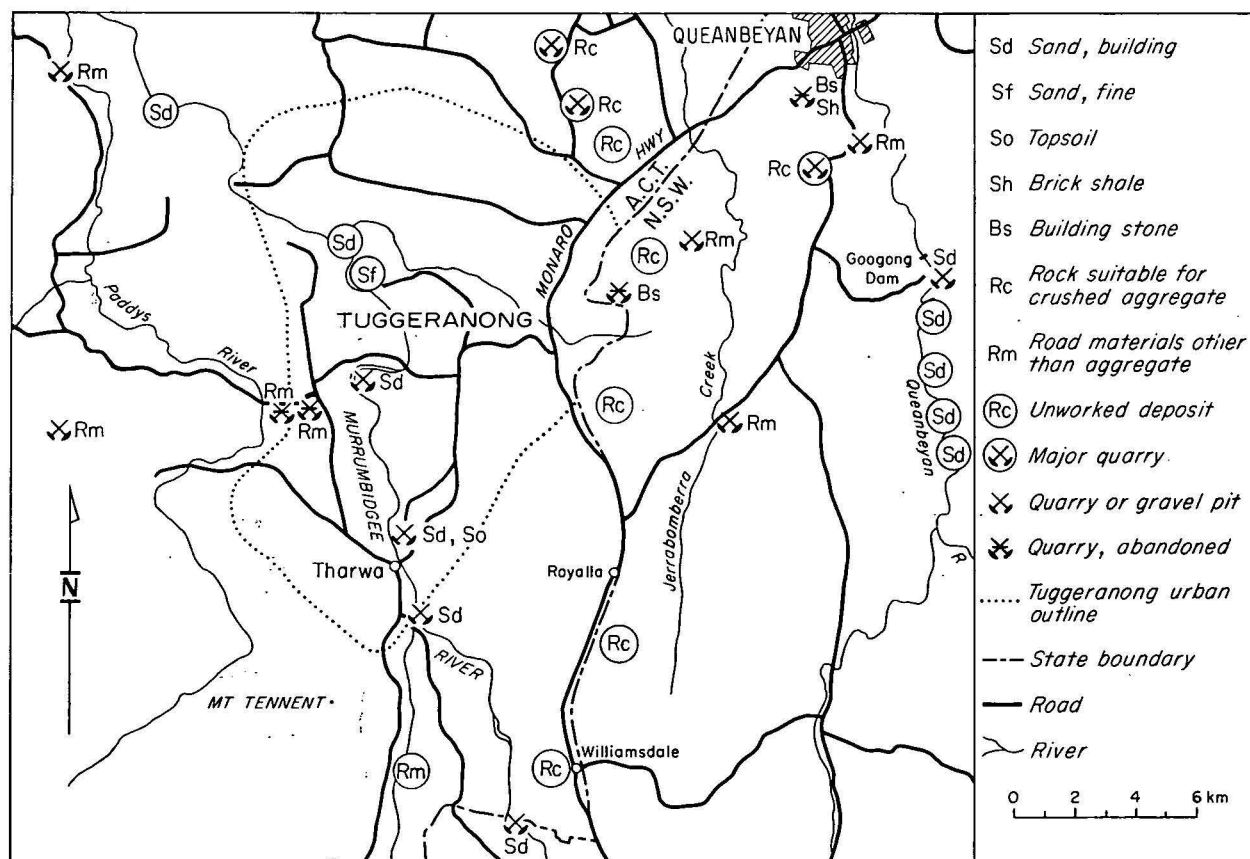 QUEANBEYAN
Rc
Rm
Sd
Bs
Sh
Rc
Rc
Rm
Rc
HWY
A.C.T.
N.S.W.
MONARO
Sd
Sf
TUGGERANONG
Rc
Rm
Bs
Googong
Dam
Sd
Sd
Sd
Sd
Sd
Queanbeyan
R
Paddys
River
Rm
Rm
Rm
Sd
MURRUMBIDGEE
RIVER
Rc
Creek
Jerrabomberra
Rm
Sd, So
Tharwa
Royalla
Sd
Rc
MT TENNENT
Rm
Rc
Williamsdale
Sd
N
Sd Sand, building
Sf Sand, fine
So Topsoil
Sh Brick shale
Bs Building stone
Rc Rock suitable for
crushed aggregate
Rm Road materials other
than aggregate
Rc Unworked deposit
Major quarry
Quarry or gravel pit
Quarry, abandoned
Tuggeranong urban
outline
State boundary
Road
River
0 2 4 6 km